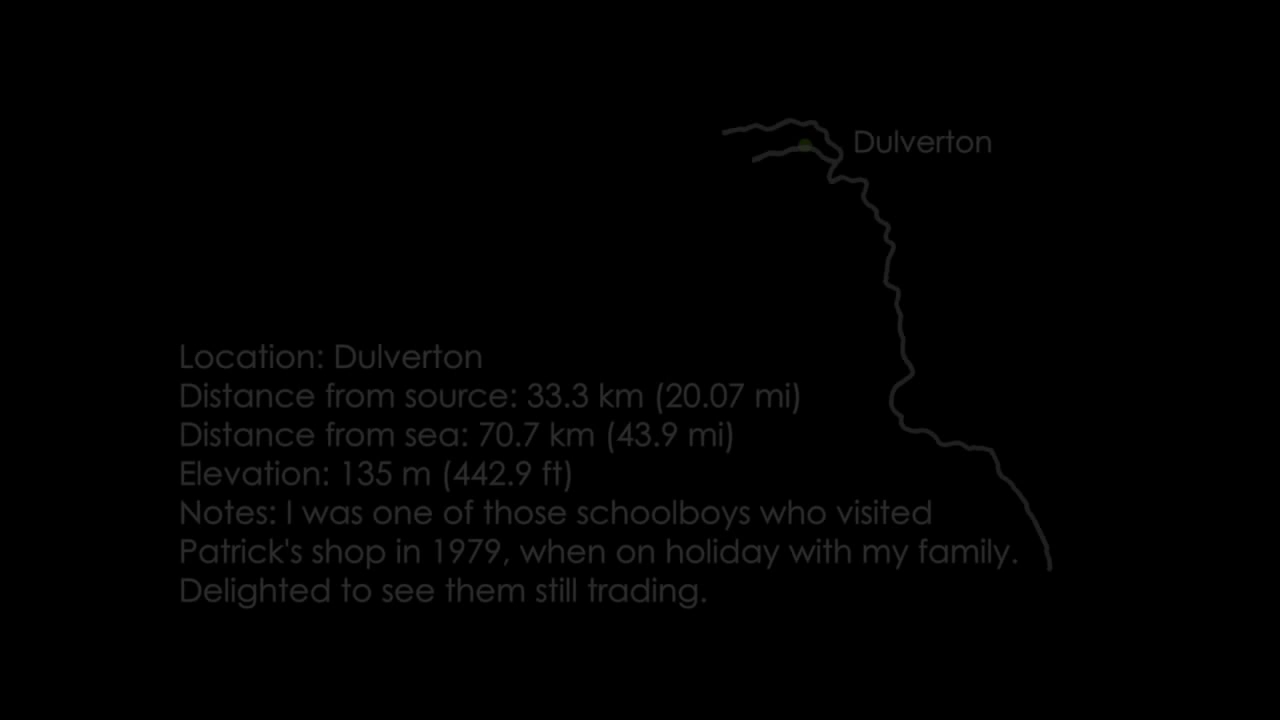 Dulverton
Location: Dulverton
Distance from source: 33.3 km (20.07 mi)
Distance from sea: 70.7 km (43.9 mi)
Elevation: 135 m (442.9 ft)
Notes: I was one of those schoolboys who visited
Patrick's shop in 1979, when on holiday with my family.
Delighted to see them still trading.